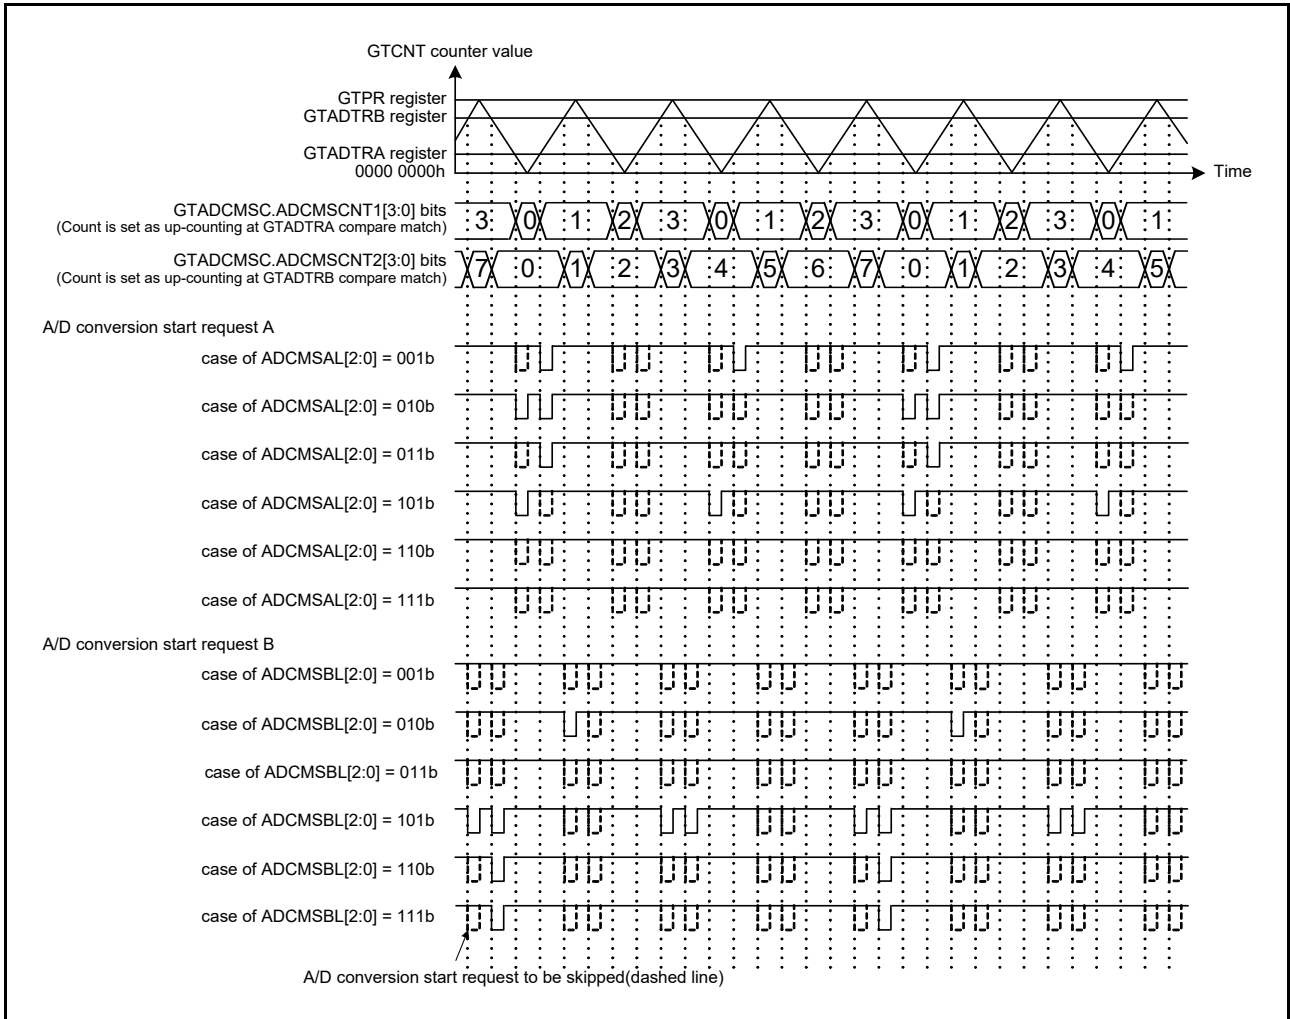 GTCNT counter value
GTPR register
GTADTRB register
GTADTRA register
0000 0000h
Time
GTADCMSC.ADCMSCNT1[3:0] bits
(Count is set as up-counting at GTADTRA compare match)
3 0 1 2 3 0 1 2 3 0 1 2 3 0 1
GTADCMSC.ADCMSCNT2[3:0] bits
(Count is set as up-counting at GTADTRB compare match)
7 0 1 2 3 4 5 6 7 0 1 2 3 4 5
A/D conversion start request A
case of ADCMSAL[2:0] = 001b
case of ADCMSAL[2:0] = 010b
case of ADCMSAL[2:0] = 011b
case of ADCMSAL[2:0] = 101b
case of ADCMSAL[2:0] = 110b
case of ADCMSAL[2:0] = 111b
A/D conversion start request B
case of ADCMSBL[2:0] = 001b
case of ADCMSBL[2:0] = 010b
case of ADCMSBL[2:0] = 011b
case of ADCMSBL[2:0] = 101b
case of ADCMSBL[2:0] = 110b
case of ADCMSBL[2:0] = 111b
A/D conversion start request to be skipped(dashed line)